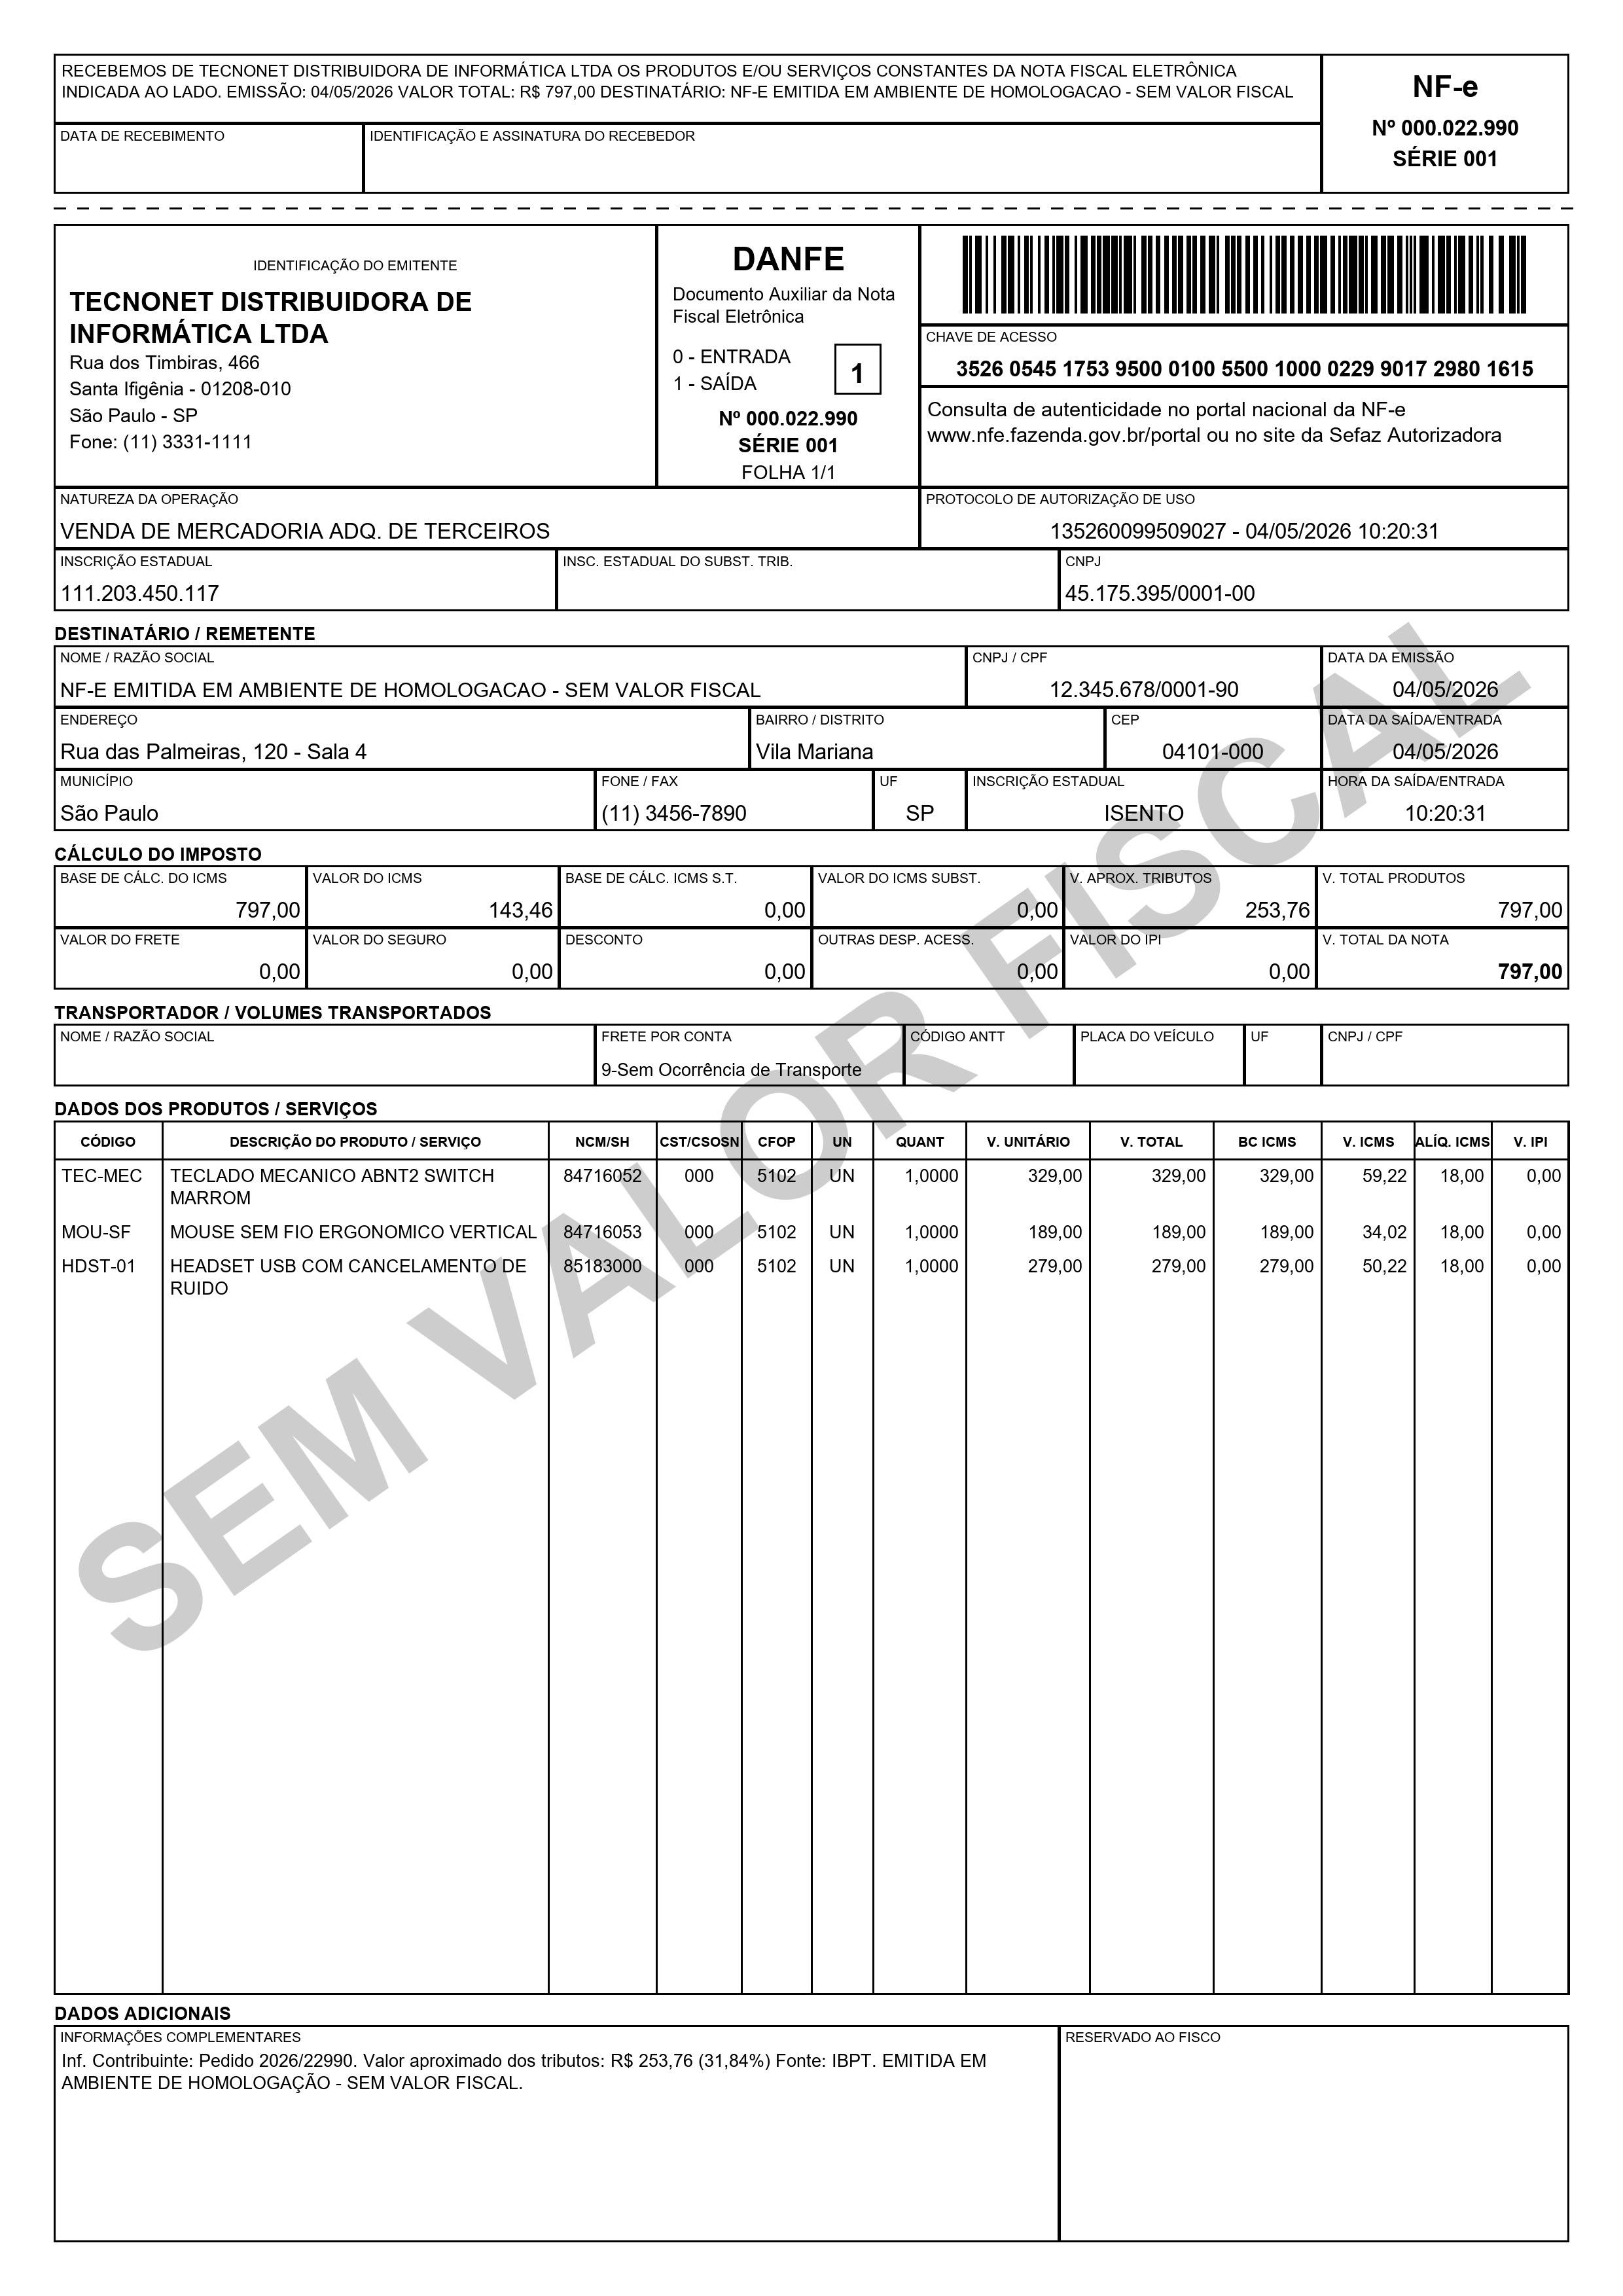 RECEBEMOS DE TECNONET DISTRIBUIDORA DE INFORMÁTICA LTDA OS PRODUTOS E/OU SERVIÇOS CONSTANTES DA NOTA FISCAL ELETRÔNICA
INDICADA AO LADO. EMISSÃO: 04/05/2026 VALOR TOTAL: R$ 797,00 DESTINATÁRIO: NF-E EMITIDA EM AMBIENTE DE HOMOLOGACAO - SEM VALOR FISCAL
DATA DE RECEBIMENTO
IDENTIFICAÇÃO E ASSINATURA DO RECEBEDOR
NF-e
Nº 000.022.990
SÉRIE 001
IDENTIFICAÇÃO DO EMITENTE
TECNONET DISTRIBUIDORA DE
INFORMÁTICA LTDA
Rua dos Timbiras, 466
Santa Ifigênia - 01208-010
São Paulo - SP
Fone: (11) 3331-1111
DANFE
Documento Auxiliar da Nota
Fiscal Eletrônica
0 - ENTRADA
1 - SAÍDA
1
Nº 000.022.990
SÉRIE 001
FOLHA 1/1
CHAVE DE ACESSO
3526 0545 1753 9500 0100 5500 1000 0229 9017 2980 1615
Consulta de autenticidade no portal nacional da NF-e
www.nfe.fazenda.gov.br/portal ou no site da Sefaz Autorizadora
NATUREZA DA OPERAÇÃO
VENDA DE MERCADORIA ADQ. DE TERCEIROS
PROTOCOLO DE AUTORIZAÇÃO DE USO
135260099509027 - 04/05/2026 10:20:31
INSCRIÇÃO ESTADUAL
111.203.450.117
INSC. ESTADUAL DO SUBST. TRIB.
CNPJ
45.175.395/0001-00
DESTINATÁRIO / REMETENTE
NOME / RAZÃO SOCIAL
NF-E EMITIDA EM AMBIENTE DE HOMOLOGACAO - SEM VALOR FISCAL
CNPJ / CPF
12.345.678/0001-90
DATA DA EMISSÃO
04/05/2026
ENDEREÇO
Rua das Palmeiras, 120 - Sala 4
BAIRRO / DISTRITO
Vila Mariana
CEP
04101-000
DATA DA SAÍDA/ENTRADA
04/05/2026
MUNICÍPIO
São Paulo
FONE / FAX
(11) 3456-7890
UF
SP
INSCRIÇÃO ESTADUAL
ISENTO
HORA DA SAÍDA/ENTRADA
10:20:31
CÁLCULO DO IMPOSTO
BASE DE CÁLC. DO ICMS
797,00
VALOR DO ICMS
143,46
BASE DE CÁLC. ICMS S.T.
0,00
VALOR DO ICMS SUBST.
0,00
V. APROX. TRIBUTOS
253,76
V. TOTAL PRODUTOS
797,00
VALOR DO FRETE
0,00
VALOR DO SEGURO
0,00
DESCONTO
0,00
OUTRAS DESP. ACESS.
0,00
VALOR DO IPI
0,00
V. TOTAL DA NOTA
797,00
TRANSPORTADOR / VOLUMES TRANSPORTADOS
NOME / RAZÃO SOCIAL
FRETE POR CONTA
9-Sem Ocorrência de Transporte
CÓDIGO ANTT
PLACA DO VEÍCULO
UF
CNPJ / CPF
DADOS DOS PRODUTOS / SERVIÇOS
CÓDIGO DESCRIÇÃO DO PRODUTO / SERVIÇO NCM/SH CST/CSOSN CFOP UN QUANT V. UNITÁRIO V. TOTAL BC ICMS V. ICMS ALÍQ. ICMS V. IPI
TEC-MEC TECLADO MECANICO ABNT2 SWITCH 84716052 000 5102 UN 1,0000 329,00 329,00 329,00 59,22 18,00 0,00
MARROM
MOU-SF MOUSE SEM FIO ERGONOMICO VERTICAL 84716053 000 5102 UN 1,0000 189,00 189,00 189,00 34,02 18,00 0,00
HDST-01 HEADSET USB COM CANCELAMENTO DE 85183000 000 5102 UN 1,0000 279,00 279,00 279,00 50,22 18,00 0,00
RUIDO
SEM VALOR FISCAL
DADOS ADICIONAIS
INFORMAÇÕES COMPLEMENTARES
Inf. Contribuinte: Pedido 2026/22990. Valor aproximado dos tributos: R$ 253,76 (31,84%) Fonte: IBPT. EMITIDA EM
AMBIENTE DE HOMOLOGAÇÃO - SEM VALOR FISCAL.
RESERVADO AO FISCO